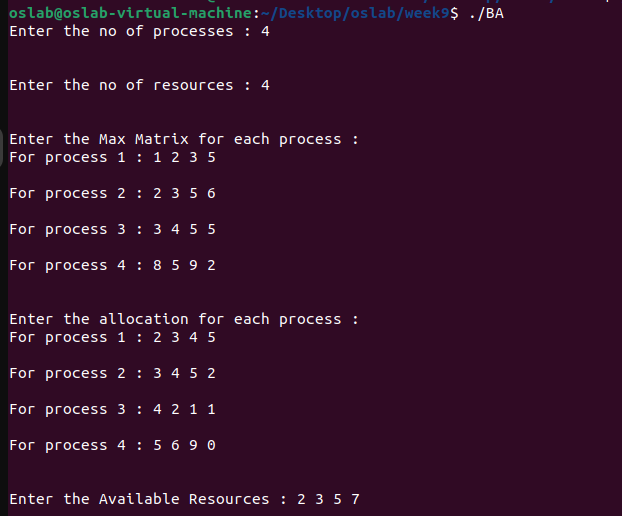 oslab@oslab-virtual-machine:~/Desktop/oslab/week9$ ./BA
Enter the no of processes : 4
Enter the no of resources : 4
Enter the Max Matrix for each process :
For process 1 : 1 2 3 5
For process 2 : 2 3 5 6
For process 3 : 3 4 5 5
For process 4 : 8 5 9 2
Enter the allocation for each process :
For process 1 : 2 3 4 5
For process 2 : 3 4 5 2
For process 3 : 4 2 1 1
For process 4 : 5 6 9 0
Enter the Available Resources : 2 3 5 7